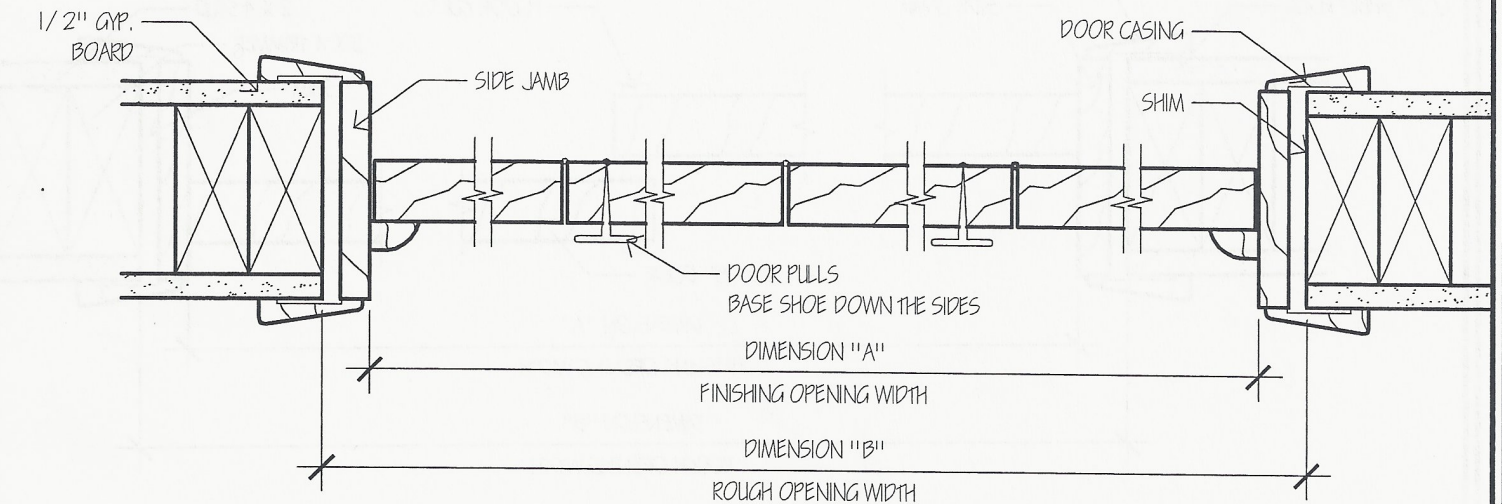 1/2" GYP.
BOARD
DOOR CASING
SIDE JAMB
SHIM
DOOR PULLS
BASE SHOE DOWN THE SIDES
DIMENSION "A"
FINISHING OPENING WIDTH
DIMENSION "B"
ROUGH OPENING WIDTH